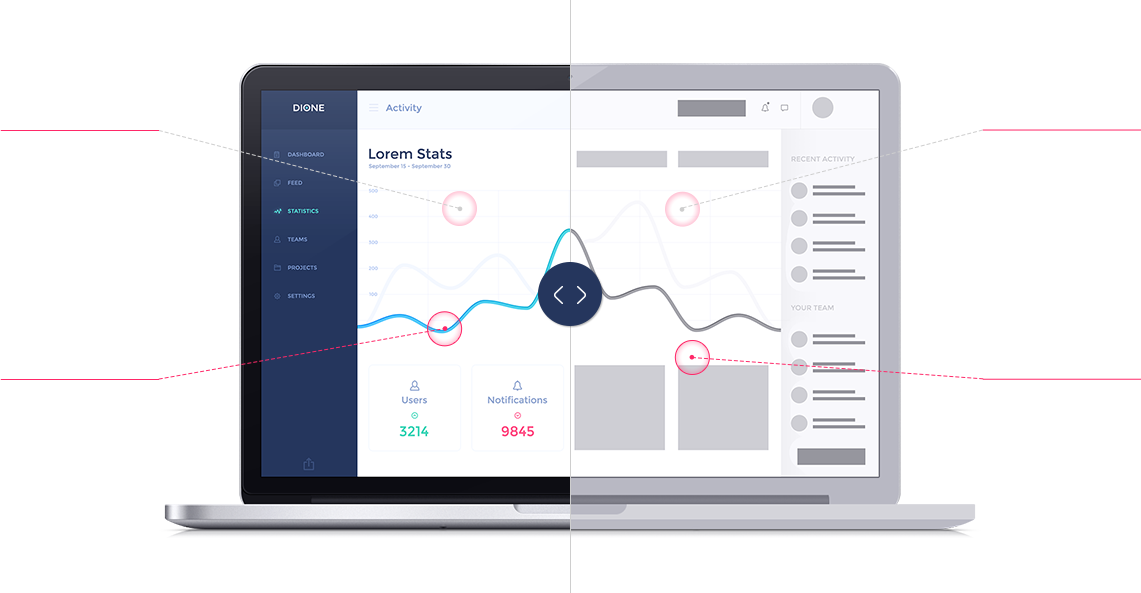 DIONE
Activity
DASHBOARD
FEED
STATISTICS
TEAMS
PROJECTS
SETTINGS
Lorem Stats
September 15 - September 30
500
400
300
200
100
Users
3214
Notifications
9845
RECENT ACTIVITY
YOUR TEAM